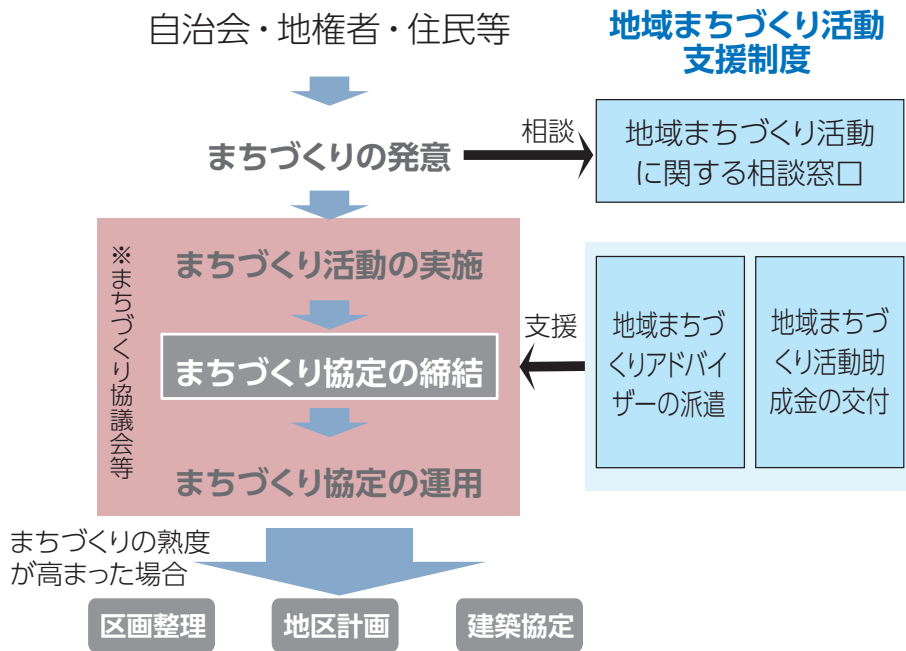 自治会・地権者・住民等
地域まちづくり活動
支援制度
まちづくりの発意
相談
地域まちづくり活動
に関する相談窓口
※まちづくり協議会等
まちづくり活動の実施
まちづくり協定の締結
まちづくり協定の運用
支援
地域まちづ
くりアドバイ
ザーの派遣
地域まちづ
くり活動助
成金の交付
まちづくりの熟度
が高まった場合
区画整理
地区計画
建築協定